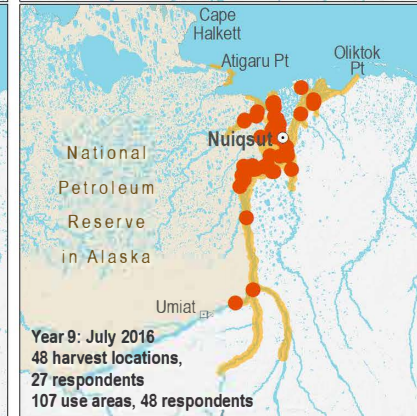 Cape
Halkett
Atigaru Pt
Oliktok
Pt
Nuiqsut
National
Petroleum
Reserve
in Alaska
Umiat
Year 9: July 2016
48 harvest locations,
27 respondents
107 use areas, 48 respondents